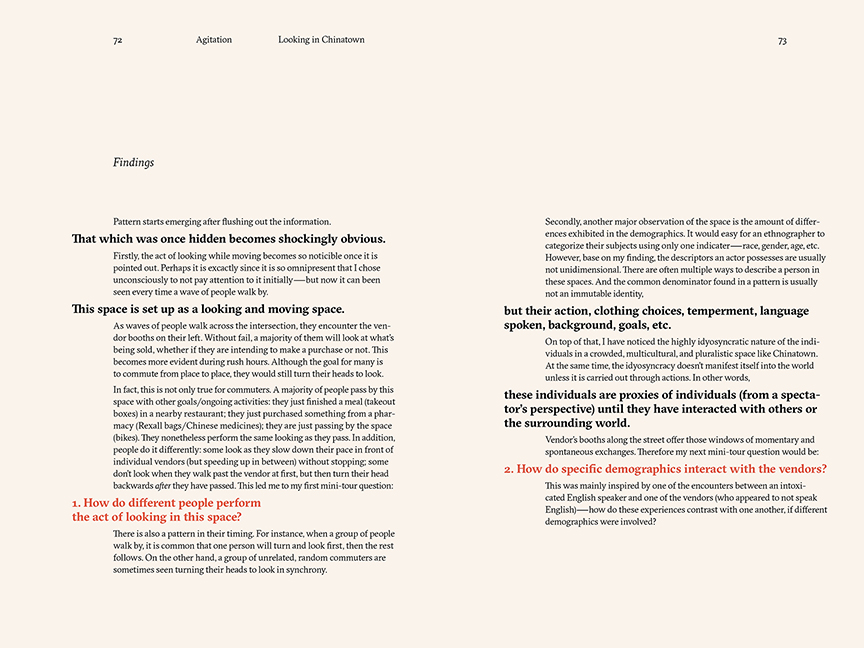 72 Agitation Looking in Chinatown
73
Findings
Pattern starts emerging after flushing out the information.
That which was once hidden becomes shockingly obvious.
Firstly, the act of looking while moving becomes so noticible once it is
pointed out. Perhaps it is excactly since it is so omnipresent that I chose
unconsciously to not pay attention to it initially—but now it can been
seen every time a wave of people walk by.
This space is set up as a looking and moving space.
As waves of people walk across the intersection, they encounter the ven-
dor booths on their left. Without fail, a majority of them will look at what's
being sold, whether if they are intending to make a purchase or not. This
becomes more evident during rush hours. Although the goal for many is
to commute from place to place, they would still turn their heads to look.
In fact, this is not only true for commuters. A majority of people pass by this
space with other goals/ongoing activities: they just finished a meal (takeout
boxes) in a nearby restaurant; they just purchased something from a phar-
macy (Rexall bags/Chinese medicines); they are just passing by the space
(bikes). They nonetheless perform the same looking as they pass. In addition,
people do it differently: some look as they slow down their pace in front of
individual vendors (but speeding up in between) without stopping; some
don't look when they walk past the vendor at first, but then turn their head
backwards after they have passed. This led me to my first mini-tour question:
1. How do different people perform
the act of looking in this space?
There is also a pattern in their timing. For instance, when a group of people
walk by, it is common that one person will turn and look first, then the rest
follows. On the other hand, a group of unrelated, random commuters are
sometimes seen turning their heads to look in synchrony.
Secondly, another major observation of the space is the amount of differ-
ences exhibited in the demographics. It would easy for an ethnographer to
categorize their subjects using only one indicater—race, gender, age, etc.
However, base on my finding, the descriptors an actor possesses are usually
not unidimensional. There are often multiple ways to describe a person in
these spaces. And the common denominator found in a pattern is usually
not an immutable identity,
but their action, clothing choices, temperment, language
spoken, background, goals, etc.
On top of that, I have noticed the highly idyosyncratic nature of the indi-
viduals in a crowded, multicultural, and pluralistic space like Chinatown.
At the same time, the idyosyncracy doesn't manifest itself into the world
unless it is carried out through actions. In other words,
these individuals are proxies of individuals (from a specta-
tor's perspective) until they have interacted with others or
the surrounding world.
Vendor's booths along the street offer those windows of momentary and
spontaneous exchanges. Therefore my next mini-tour question would be:
2. How do specific demographics interact with the vendors?
This was mainly inspired by one of the encounters between an intoxi-
cated English speaker and one of the vendors (who appeared to not speak
English)—how do these experiences contrast with one another, if different
demographics were involved?